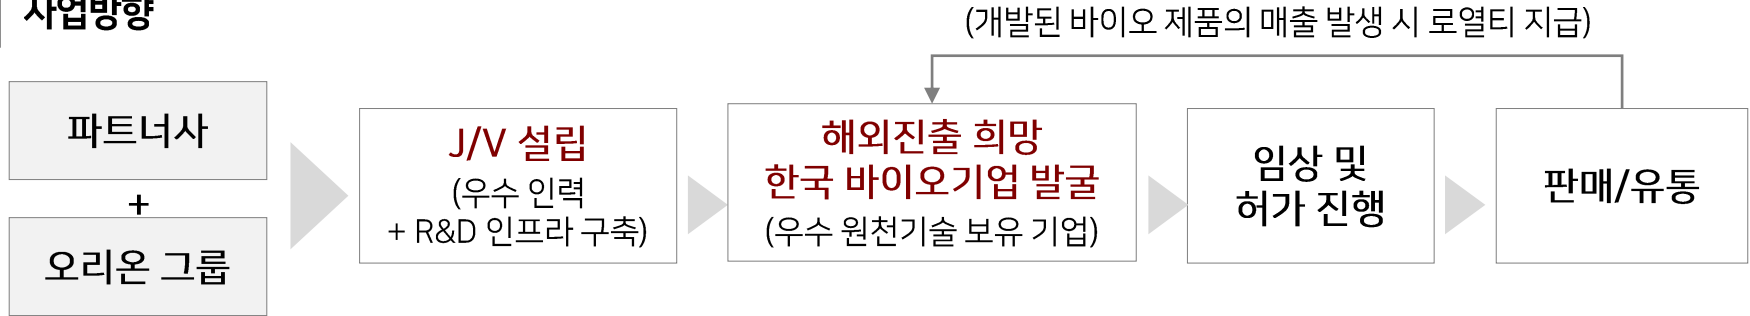 사업방향
(개발된 바이오 제품의 매출 발생 시 로열티 지급)
파트너사
+
오리온 그룹
J/V 설립
(우수 인력
+ R&D 인프라 구축)
해외진출 희망
한국 바이오기업 발굴
(우수 원천기술 보유 기업)
임상 및
허가 진행
판매/유통